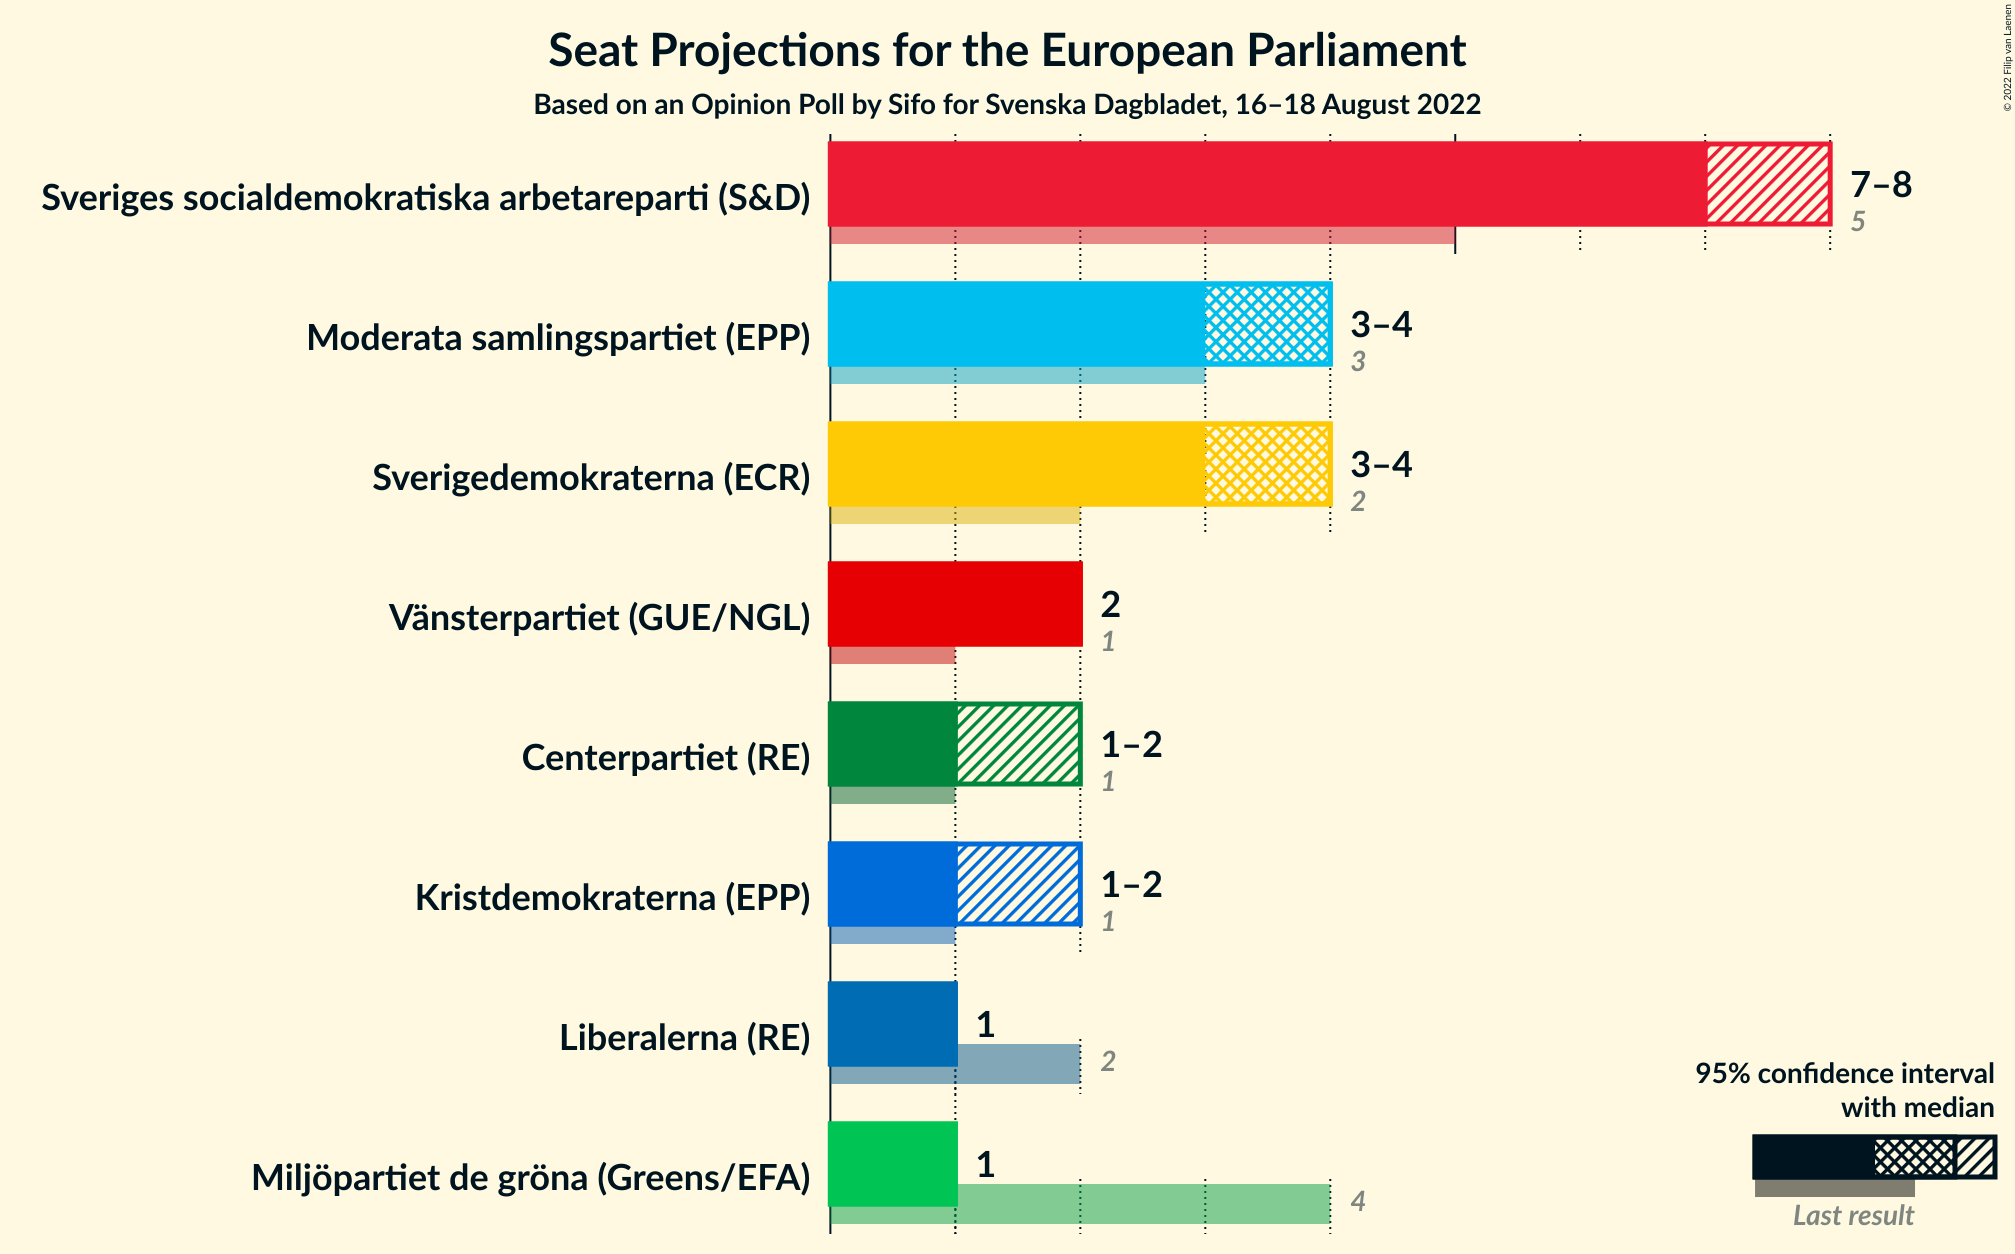 Seat Projections for the European Parliament
Based on an Opinion Poll by Sifo for Svenska Dagbladet, 16–18 August 2022
© 2022 Filip van Laenen
Sveriges socialdemokratiska arbetareparti (S&D)
7–8
5
Moderata samlingspartiet (EPP)
3–4
3
Sverigedemokraterna (ECR)
3–4
2
Vänsterpartiet (GUE/NGL)
2
1
Centerpartiet (RE)
1–2
1
Kristdemokraterna (EPP)
1–2
1
Liberalerna (RE)
1
2
Miljöpartiet de gröna (Greens/EFA)
1
4
95% confidence interval
with median
Last result